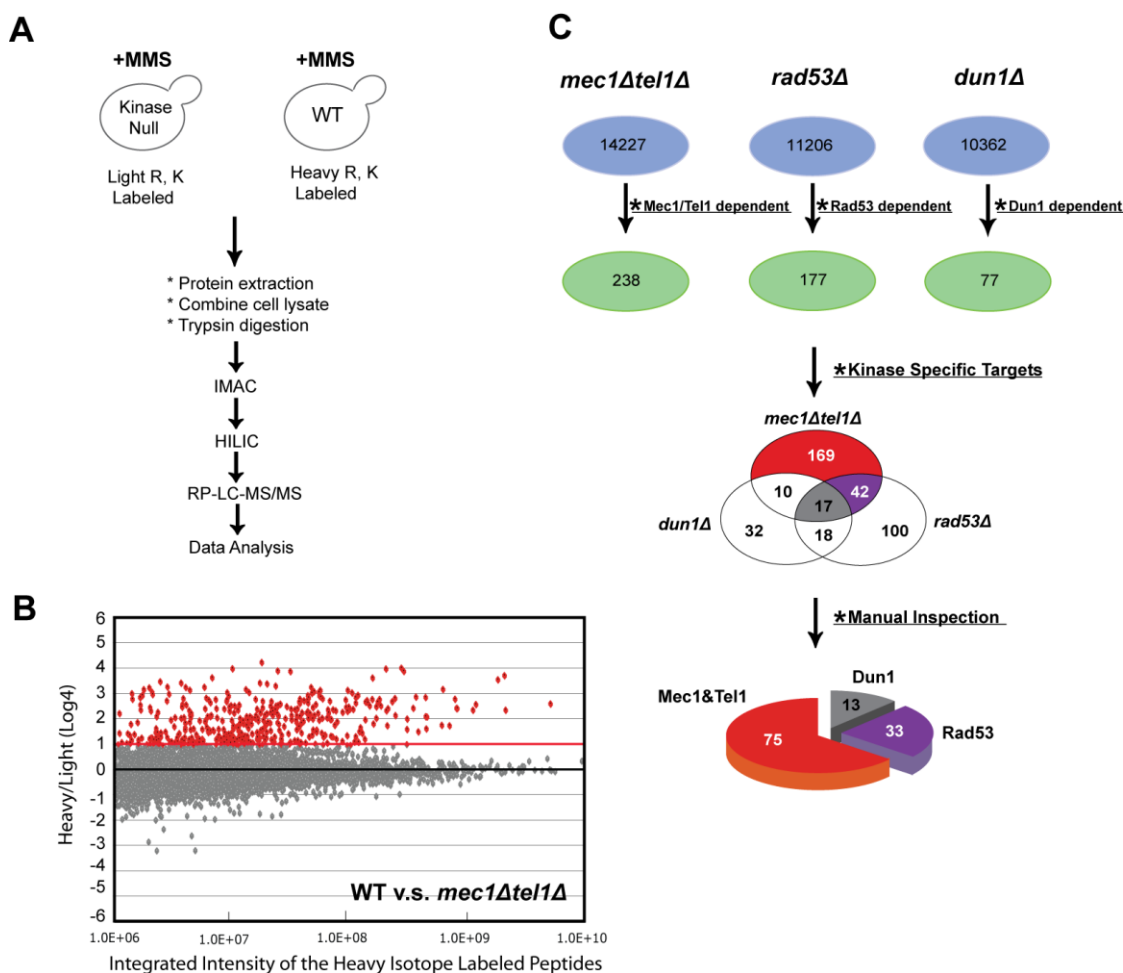 A
+MMS
+MMS
Kinase
Null
WT
Light R, K
Labeled
Heavy R, K
Labeled
* Protein extraction
* Combine cell lysate
* Trypsin digestion
IMAC
HILIC
RP-LC-MS/MS
Data Analysis
B
Heavy/Light (Log4)
6
5
4
3
2
1
0
-1
-2
-3
-4
-5
-6
WT v.s. mec1Δtel1Δ
1.0E+06
1.0E+07
1.0E+08
1.0E+09
1.0E+10
Integrated Intensity of the Heavy Isotope Labeled Peptides
C
mec1Δtel1Δ
rad53Δ
dun1Δ
14227
11206
10362
*Mec1/Tel1 dependent
*Rad53 dependent
*Dun1 dependent
238
177
77
*Kinase Specific Targets
mec1Δtel1Δ
169
10
42
17
dun1Δ
rad53Δ
32
18
100
*Manual Inspection
Mec1&Tel1
Dun1
13
75
33
Rad53